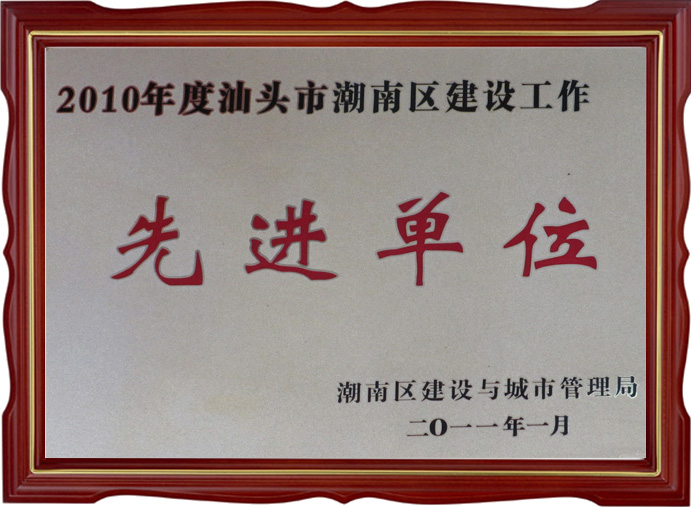 2010年度汕头市潮南区建设工作
先进单位
潮南区建设与城市管理局
二〇一一年一月